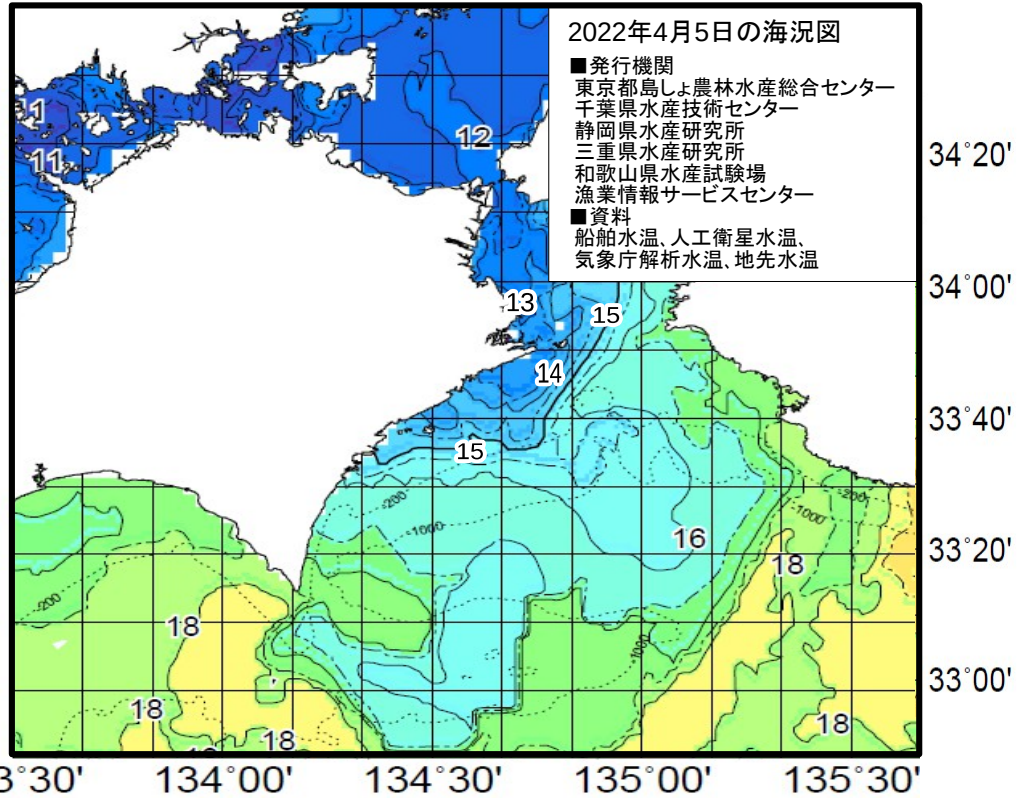 2022年4月5日の海況図
■発行機関
東京都島しょ農林水産総合センター
千葉県水産技術センター
静岡県水産研究所
三重県水産研究所
和歌山県水産試験場
漁業情報サービスセンター
■資料
船舶水温、人工衛星水温、
気象庁解析水温、地先水温
11
12
34°20'
11
34°00'
13
15
14
33°40'
15
-200
-200
-1000
-1000
16
33°20'
18
-200
18
-1000
33°00'
18
18
18
3°30'
134°00'
134°30'
135°00'
135°30'